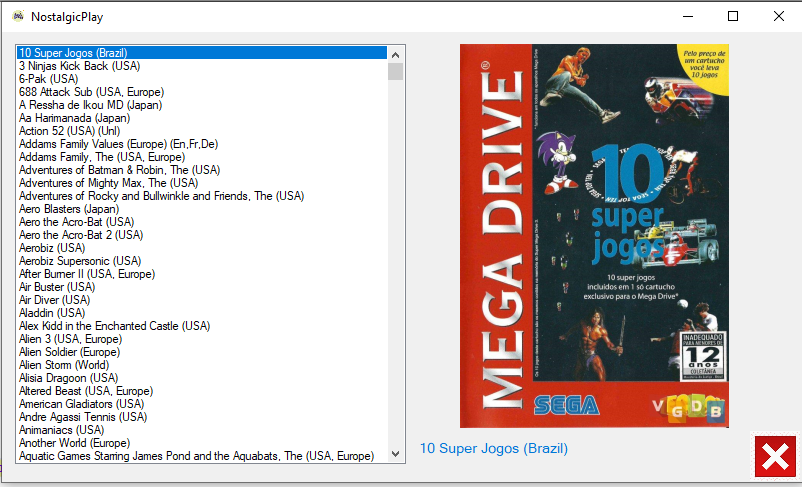 NostalgicPlay
10 Super Jogos (Brazil)
3 Ninjas Kick Back (USA)
6-Pak (USA)
688 Attack Sub (USA, Europe)
A Ressha de Ikou MD (Japan)
Aa Harimanada (Japan)
Action 52 (USA) (Unl)
Addams Family Values (Europe) (En,Fr,De)
Addams Family, The (USA, Europe)
Adventures of Batman & Robin, The (USA)
Adventures of Mighty Max, The (USA)
Adventures of Rocky and Bullwinkle and Friends, The (USA)
Aero Blasters (Japan)
Aero the Acro-Bat (USA)
Aero the Acro-Bat 2 (USA)
Aerobiz (USA)
Aerobiz Supersonic (USA)
After Burner II (USA, Europe)
Air Buster (USA)
Air Diver (USA)
Aladdin (USA)
Alex Kidd in the Enchanted Castle (USA)
Alien 3 (USA, Europe)
Alien Soldier (Europe)
Alien Storm (World)
Alisia Dragoon (USA)
Altered Beast (USA, Europe)
American Gladiators (USA)
Andre Agassi Tennis (USA)
Animaniacs (USA)
Another World (Europe)
Aquatic Games Starring James Pond and the Aquabats, The (USA, Europe)
MEGA DRIVE®
Pelo preço de
um cartucho
você leva
10 jogos
10
super
jogos
10 super jogos
incluídos em 1 só cartucho
exclusivo para o Mega Drive*
INADEQUADO
PARA MENORES DE
12
anos
COLETÂNEA
SEGA
VGDB
10 Super Jogos (Brazil)